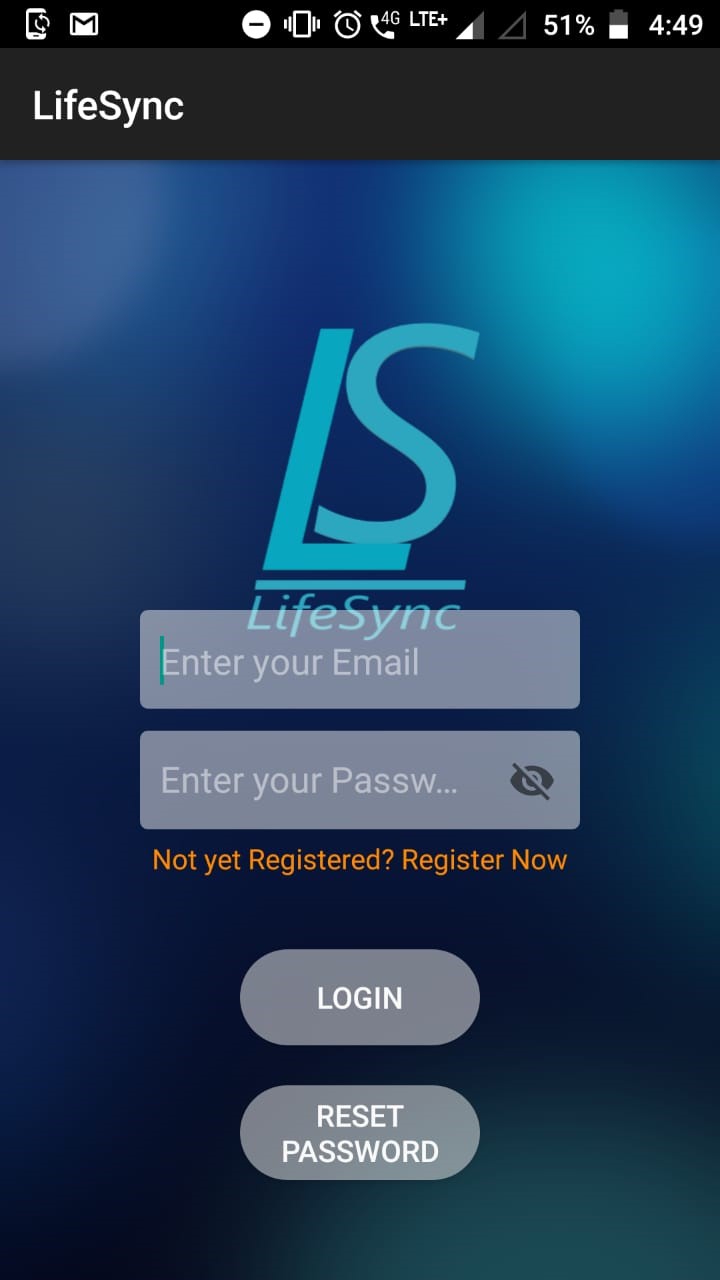 4G LTE+ 51% 4:49
LifeSync
LS
LifeSync
Enter your Email
Enter your Passw...
Not yet Registered? Register Now
LOGIN
RESET
PASSWORD